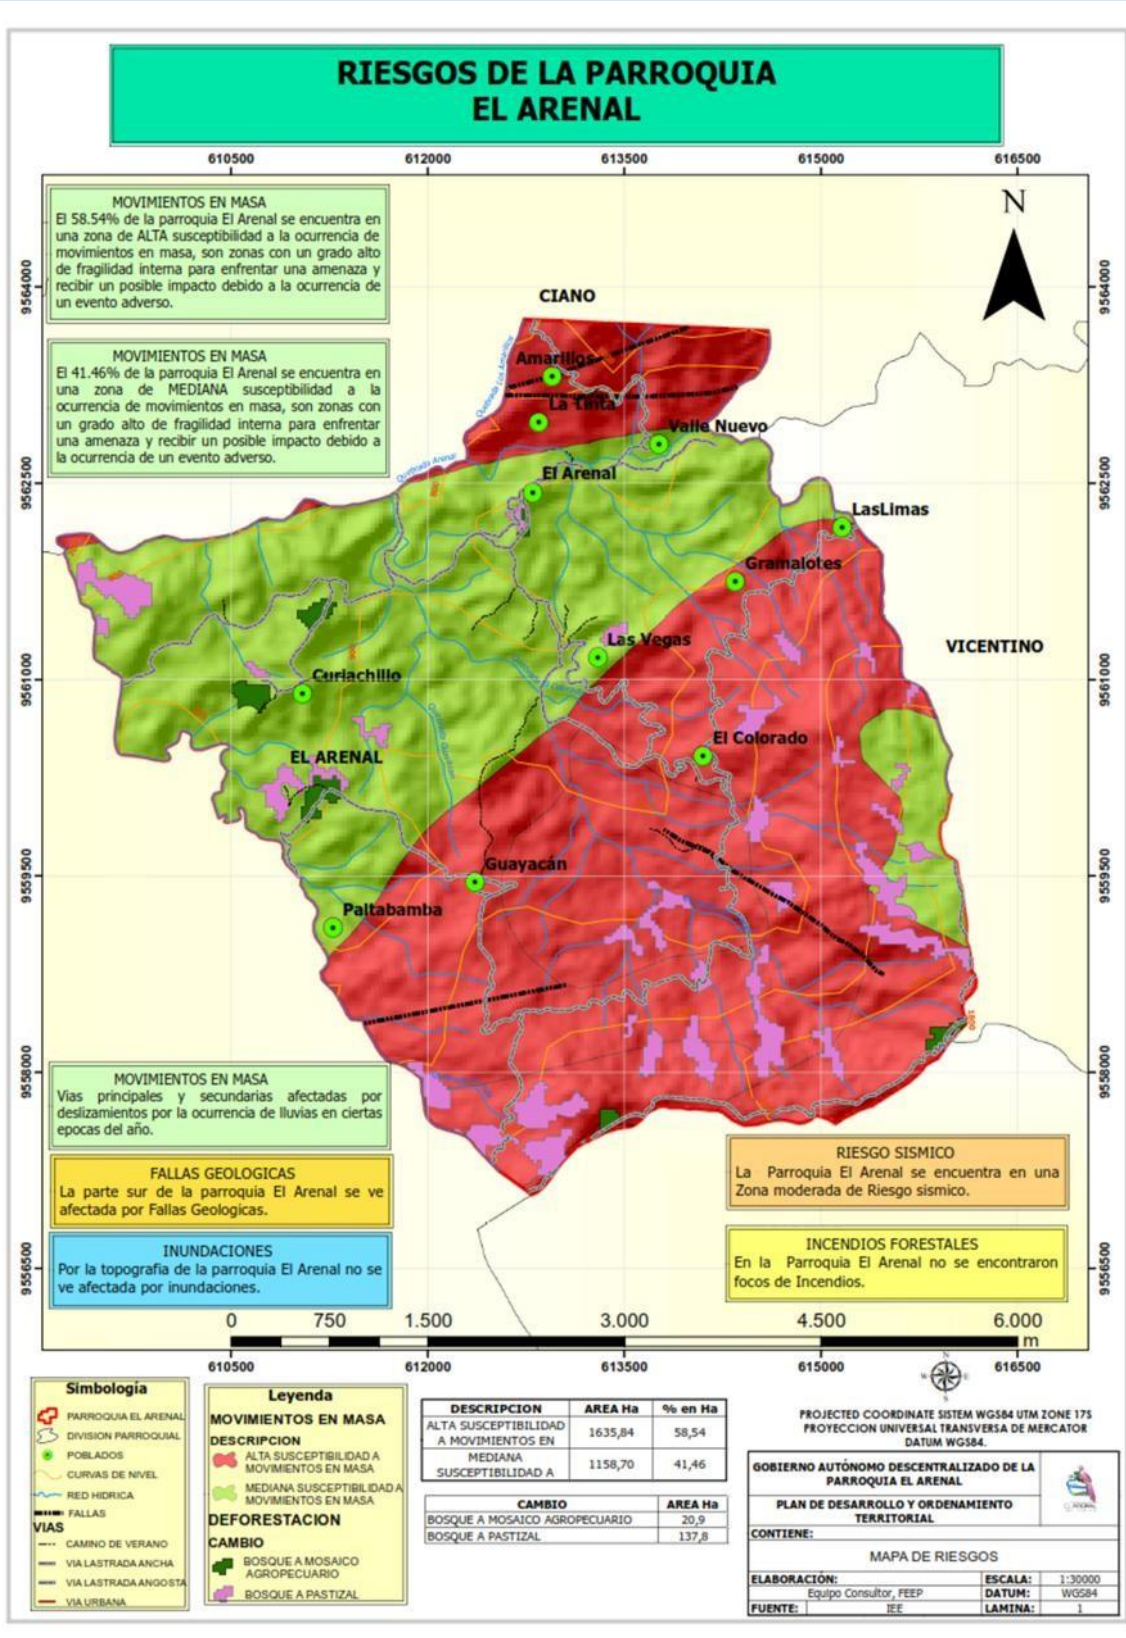 RIESGOS DE LA PARROQUIA
EL ARENAL
610500 612000 613500 615000 616500
MOVIMIENTOS EN MASA
El 58.54% de la parroquia El Arenal se encuentra en
una zona de ALTA susceptibilidad a la ocurrencia de
movimientos en masa, son zonas con un grado alto
de fragilidad interna para enfrentar una amenaza y
recibir un posible impacto debido a la ocurrencia de
un evento adverso.
N
9564000
9564000
MOVIMIENTOS EN MASA
El 41.46% de la parroquia El Arenal se encuentra en
una zona de MEDIANA susceptibilidad a la
ocurrencia de movimientos en masa, son zonas con
un grado alto de fragilidad interna para enfrentar
una amenaza y recibir un posible impacto debido a
la ocurrencia de un evento adverso.
CIANO
Quebrada Los Amarillos
Amarillos
La Tinta
Valle Nuevo
Quebrada Arenal
El Arenal
9562500
9562500
LasLimas
Gramalotes
Las Vegas
VICENTINO
Curiachillo
9561000
9561000
El Colorado
EL ARENAL
Guayacán
9559500
9559500
Paltabamba
1800
9558000
9558000
MOVIMIENTOS EN MASA
Vias principales y secundarias afectadas por
deslizamientos por la ocurrencia de lluvias en ciertas
epocas del año.
FALLAS GEOLOGICAS
La parte sur de la parroquia El Arenal se ve
afectada por Fallas Geologicas.
INUNDACIONES
Por la topografia de la parroquia El Arenal no se
ve afectada por inundaciones.
RIESGO SISMICO
La Parroquia El Arenal se encuentra en una
Zona moderada de Riesgo sismico.
INCENDIOS FORESTALES
En la Parroquia El Arenal no se encontraron
focos de Incendios.
9556500
9556500
0 750 1.500 3.000 4.500 6.000
m
610500 612000 613500 615000 616500
N
W E
S
Simbología
PARROQUIA EL ARENAL
DIVISION PARROQUIAL
POBLADOS
CURVAS DE NIVEL
RED HIDRICA
FALLAS
VIAS
CAMINO DE VERANO
VIA LASTRADA ANCHA
VIA LASTRADA ANGOSTA
VIA URBANA
Leyenda
MOVIMIENTOS EN MASA
DESCRIPCION
ALTA SUSCEPTIBILIDAD A
MOVIMIENTOS EN MASA
MEDIANA SUSCEPTIBILIDAD A
MOVIMIENTOS EN MASA
DEFORESTACION
CAMBIO
BOSQUE A MOSAICO
AGROPECUARIO
BOSQUE A PASTIZAL
DESCRIPCION AREA Ha % en Ha
ALTA SUSCEPTIBILIDAD
A MOVIMIENTOS EN 1635,84 58,54
MEDIANA
SUSCEPTIBILIDAD A 1158,70 41,46
CAMBIO AREA Ha
BOSQUE A MOSAICO AGROPECUARIO 20,9
BOSQUE A PASTIZAL 137,8
PROJECTED COORDINATE SISTEM WGS84 UTM ZONE 17S
PROYECCION UNIVERSAL TRANSVERSA DE MERCATOR
DATUM WGS84.
GOBIERNO AUTÓNOMO DESCENTRALIZADO DE LA
PARROQUIA EL ARENAL
PLAN DE DESARROLLO Y ORDENAMIENTO
TERRITORIAL
CONTIENE:
MAPA DE RIESGOS
ELABORACIÓN: ESCALA: 1:30000
Equipo Consultor, FEEP DATUM: WGS84
FUENTE: IEE LAMINA: 1